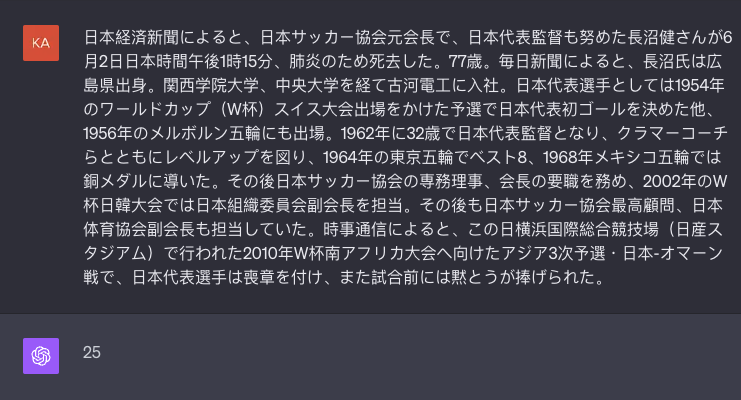 KA
日本経済新聞によると、日本サッカー協会元会長で、日本代表監督も努めた長沼健さんが6
月2日日本時間午後1時15分、肺炎のため死去した。77歳。毎日新聞によると、長沼氏は広
島県出身。関西学院大学、中央大学を経て古河電工に入社。日本代表選手としては1954年
のワールドカップ（W杯）スイス大会出場をかけた予選で日本代表初ゴールを決めた他、
1956年のメルボルン五輪にも出場。1962年に32歳で日本代表監督となり、クラマーコーチ
らとともにレベルアップを図り、1964年の東京五輪でベスト8、1968年メキシコ五輪では
銅メダルに導いた。その後日本サッカー協会の専務理事、会長の要職を務め、2002年のW
杯日韓大会では日本組織委員会副会長を担当。その後も日本サッカー協会最高顧問、日本
体育協会副会長も担当していた。時事通信によると、この日横浜国際総合競技場（日産ス
タジアム）で行われた2010年W杯南アフリカ大会へ向けたアジア3次予選・日本-オマーン
戦で、日本代表選手は喪章を付け、また試合前には黙とうが捧げられた。
25